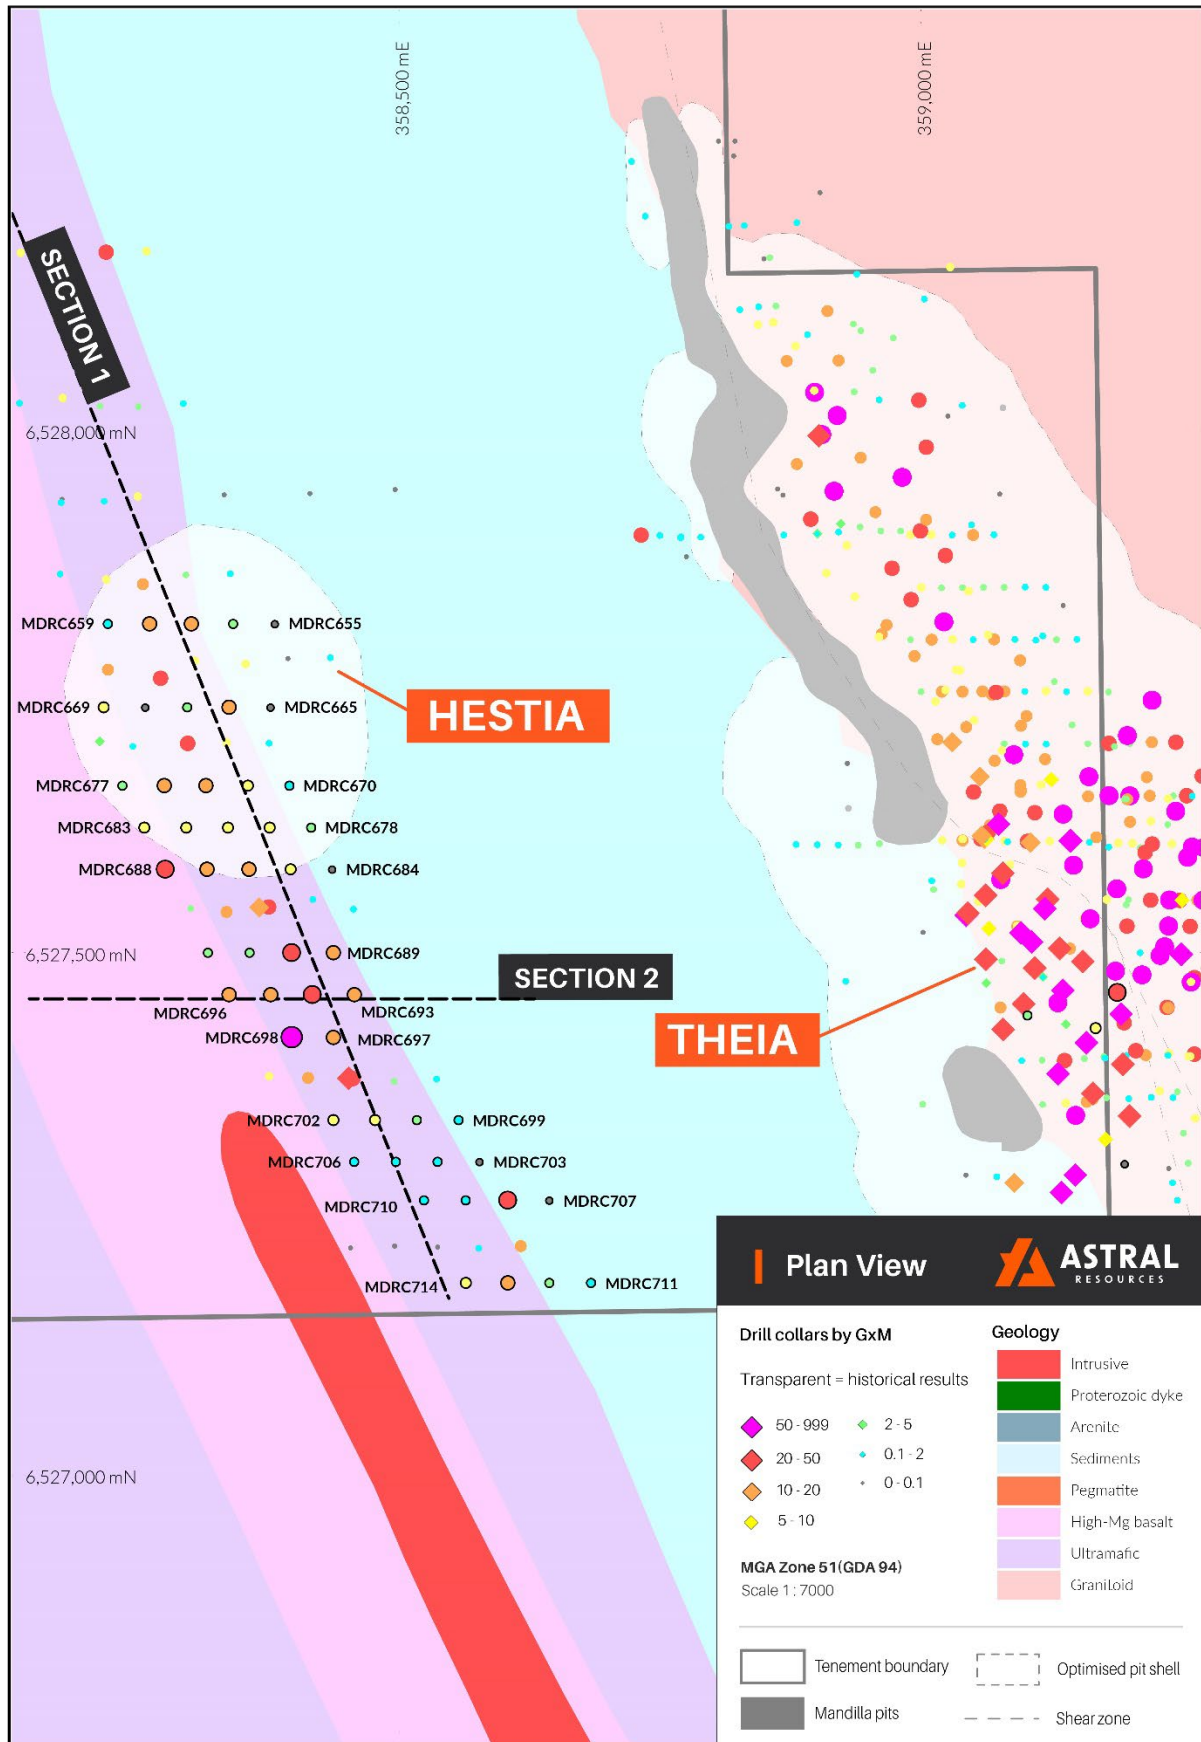 358,500 mE
359,000 mE
SECTION 1
6,528,000 mN
MDRC659
MDRC655
HESTIA
MDRC669
MDRC665
MDRC677
MDRC670
MDRC683
MDRC678
MDRC688
MDRC684
6,527,500 mN
MDRC689
SECTION 2
MDRC696
MDRC693
MDRC698
MDRC697
THEIA
MDRC702
MDRC699
MDRC706
MDRC703
MDRC710
MDRC707
MDRC714
MDRC711
6,527,000 mN
Plan View
ASTRAL
RESOURCES
Drill collars by GxM
Transparent = historical results
50 - 999
20 - 50
10 - 20
5 - 10
2 - 5
0.1 - 2
0 - 0.1
MGA Zone 51(GDA 94)
Scale 1 : 7000
Geology
Intrusive
Proterozoic dyke
Arenite
Sediments
Pegmatite
High-Mg basalt
Ultramafic
Granitoid
Tenement boundary
Optimised pit shell
Mandilla pits
Shear zone